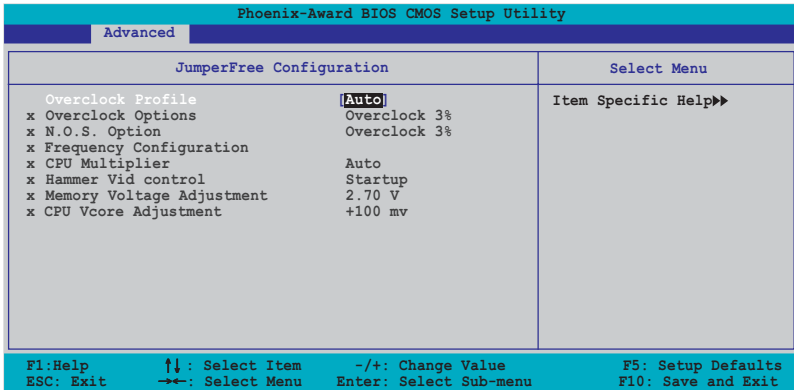 Phoenix-Award BIOS CMOS Setup Utility
Advanced
JumperFree Configuration
Select Menu
Overclock Profile [Auto]
x Overclock Options Overclock 3%
x N.O.S. Option Overclock 3%
x Frequency Configuration
x CPU Multiplier Auto
x Hammer Vid control Startup
x Memory Voltage Adjustment 2.70 V
x CPU Vcore Adjustment +100 mv
Item Specific Help▶▶
F1:Help ↑↓: Select Item -/+: Change Value F5: Setup Defaults
ESC: Exit →←: Select Menu Enter: Select Sub-menu F10: Save and Exit